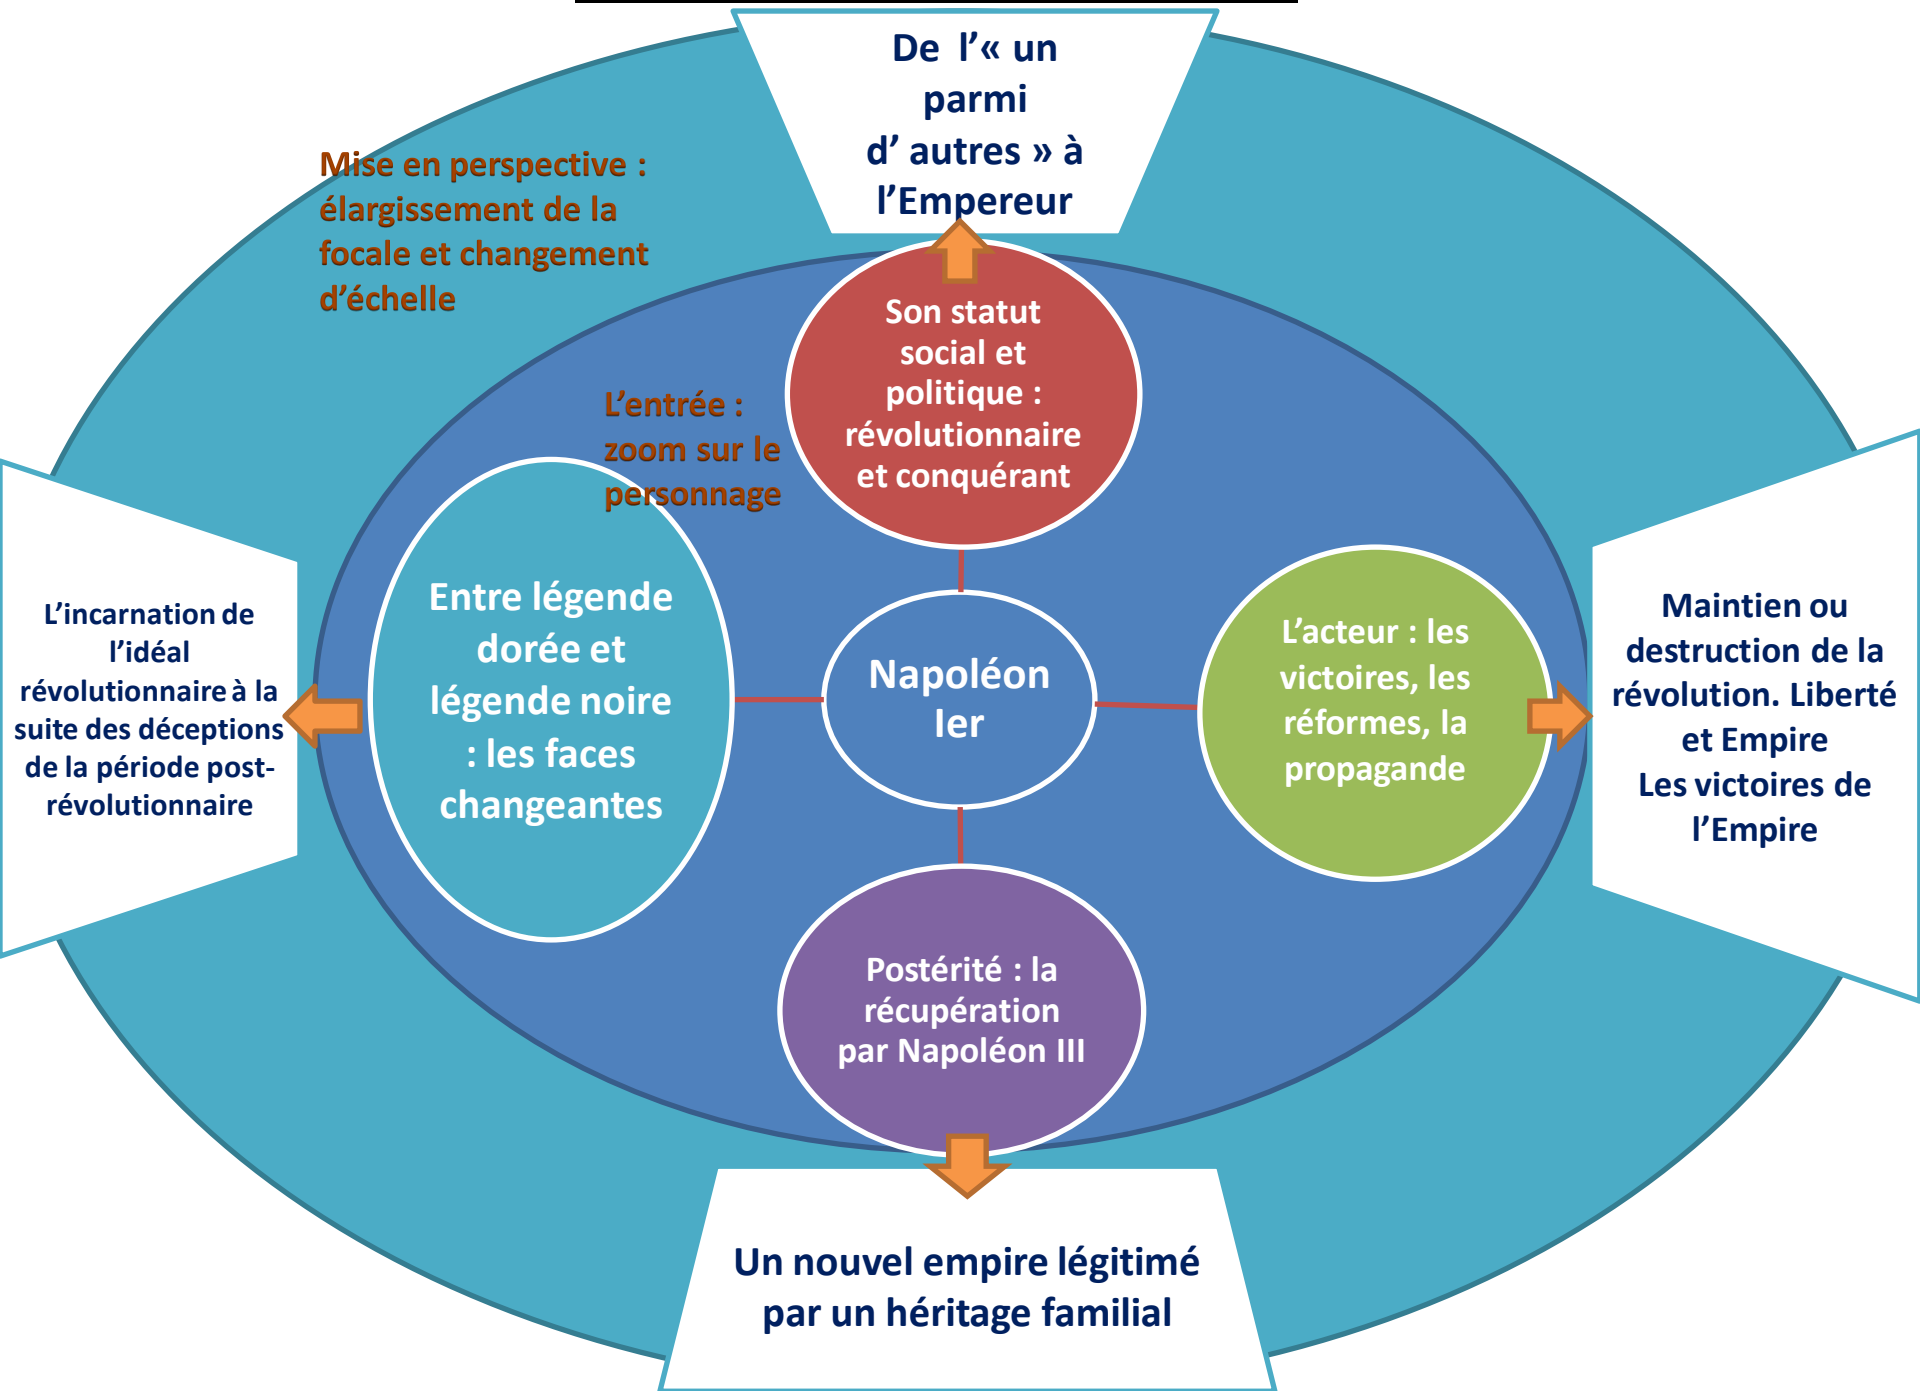 De l'« un
parmi
d' autres » à
l'Empereur
Mise en perspective :
élargissement de la
focale et changement
d'échelle
Son statut
social et
politique :
révolutionnaire
et conquérant
L'entrée :
zoom sur le
personnage
L'incarnation de
l'idéal
révolutionnaire à la
suite des déceptions
de la période post-
révolutionnaire
Entre légende
dorée et
légende noire
: les faces
changeantes
Napoléon
Ier
L'acteur : les
victoires, les
réformes, la
propagande
Maintien ou
destruction de la
révolution. Liberté
et Empire
Les victoires de
l'Empire
Postérité : la
récupération
par Napoléon III
Un nouvel empire légitimé
par un héritage familial